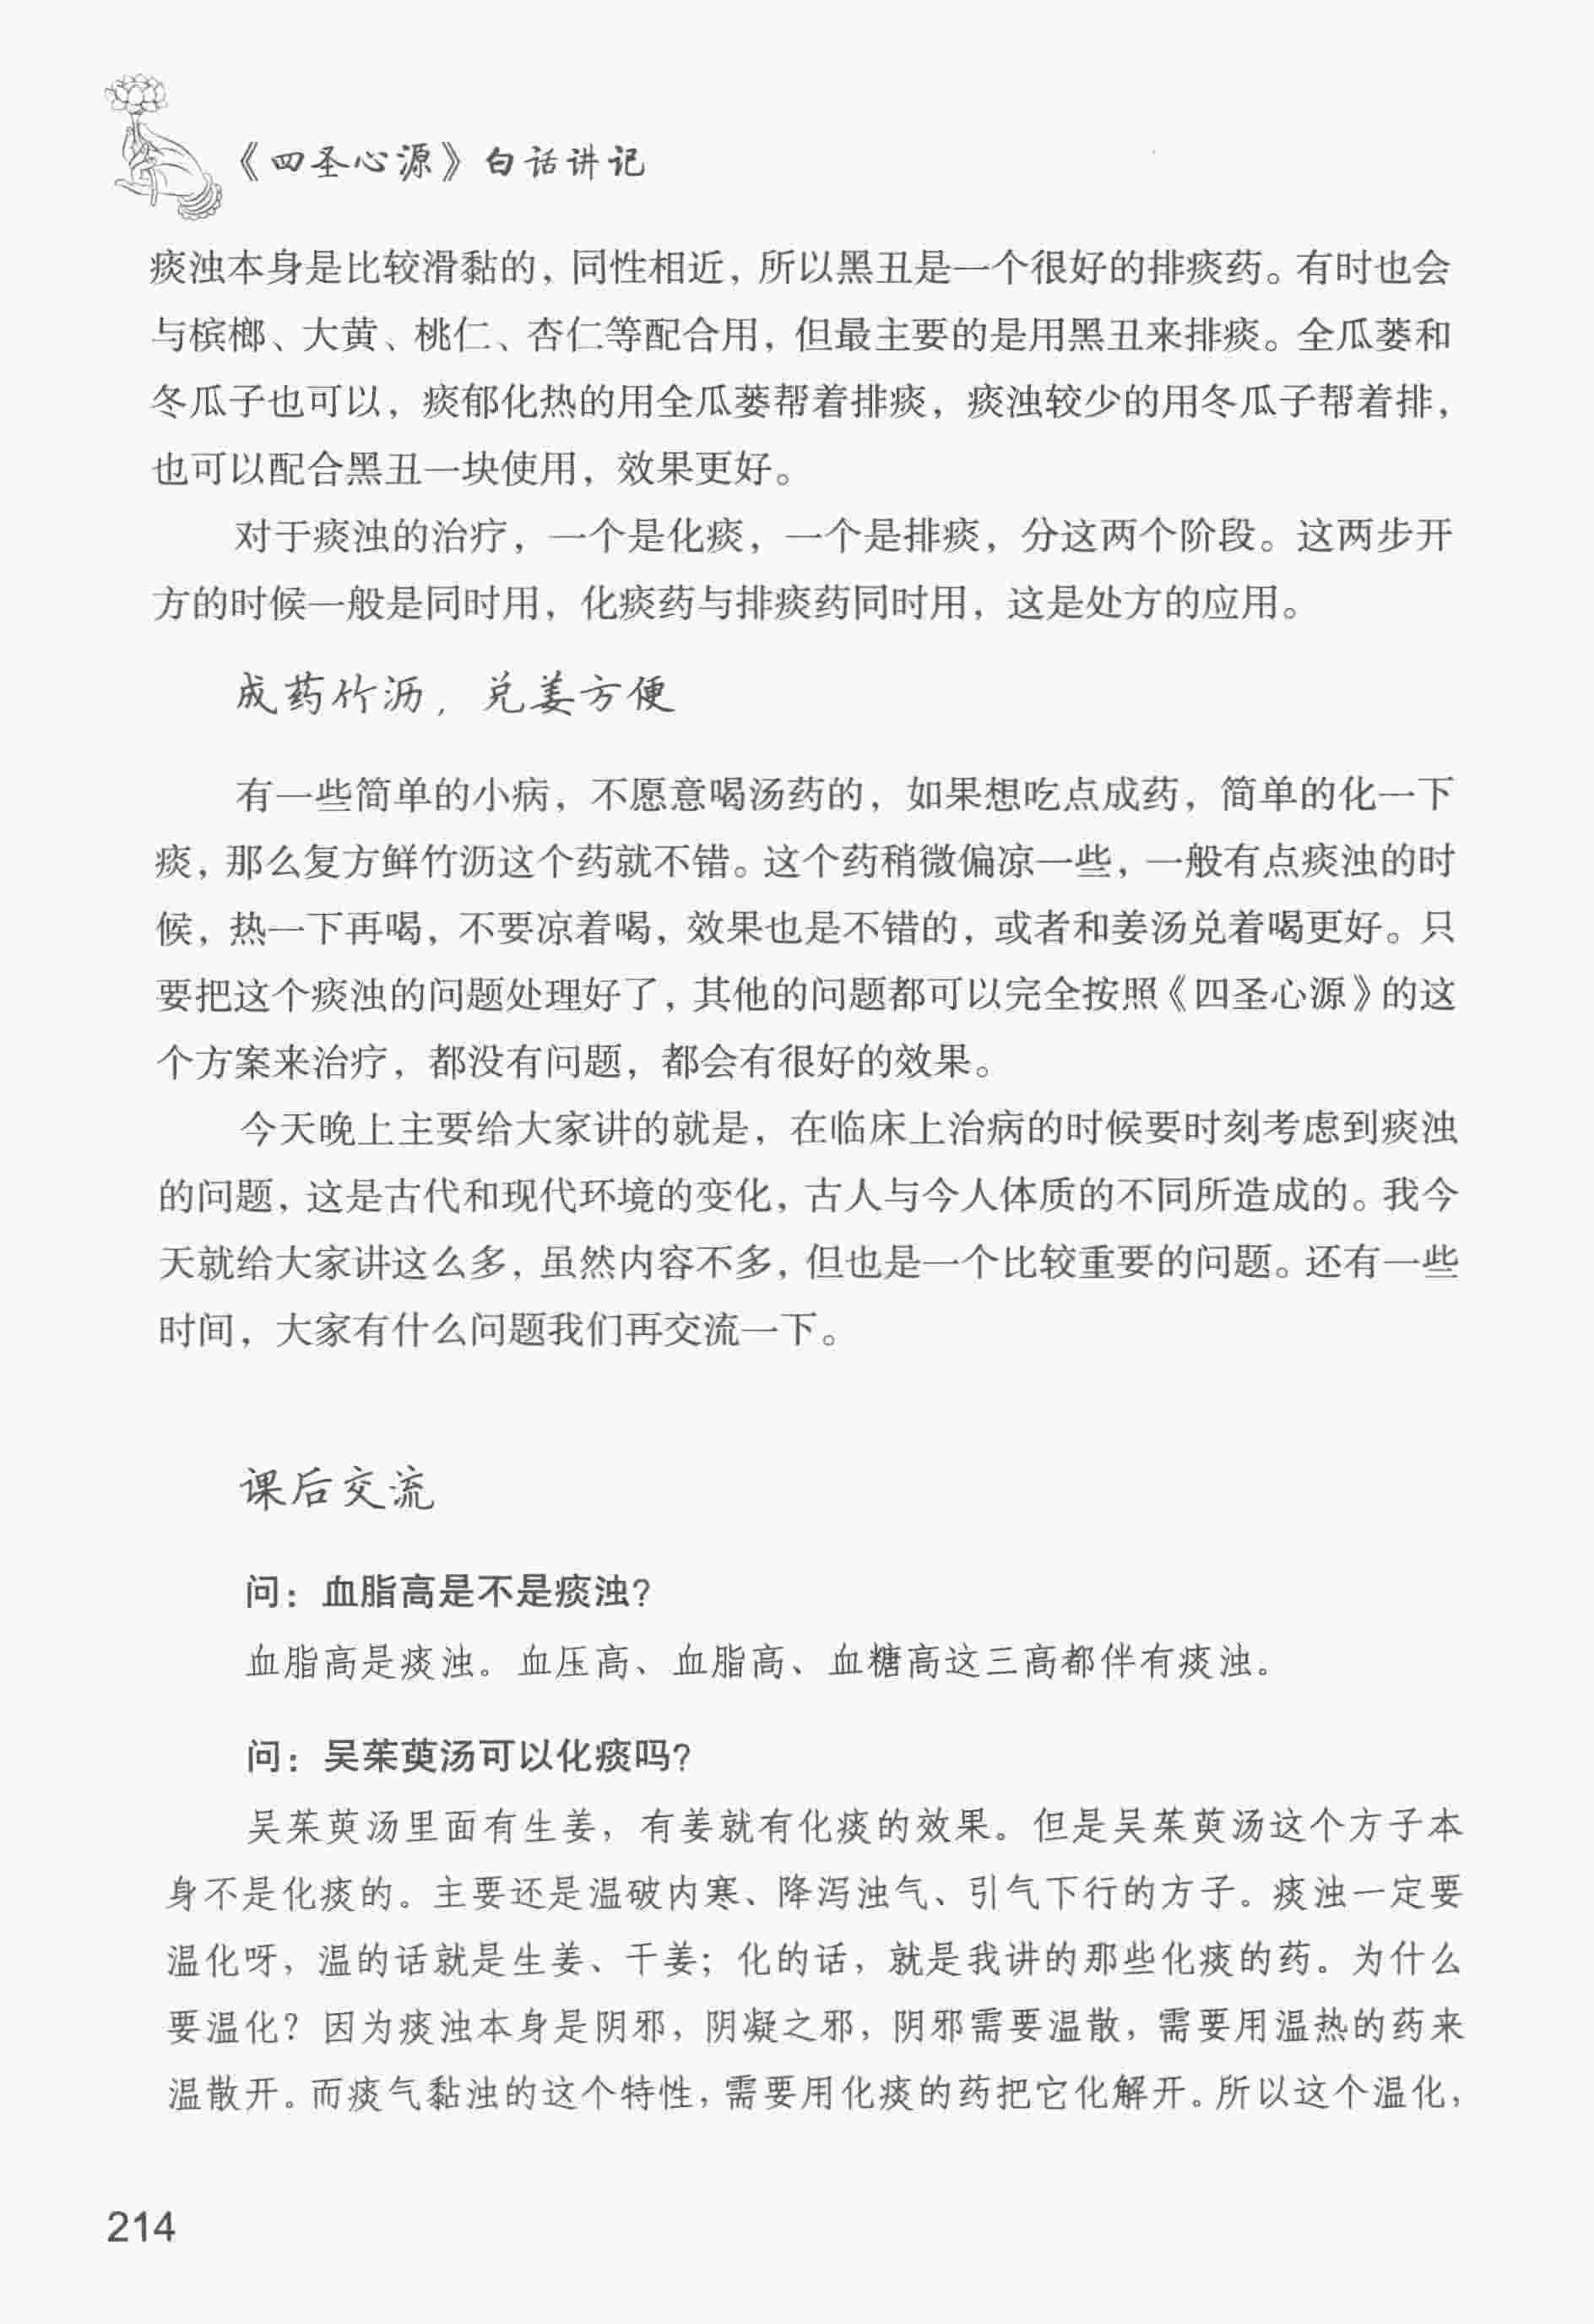 《四圣心源》白话讲记
痰浊本身是比较滑黏的，同性相近，所以黑丑是一个很好的排痰药。有时也会
与槟榔、大黄、桃仁、杏仁等配合用，但最主要的是用黑丑来排痰。全瓜蒌和
冬瓜子也可以，痰郁化热的用全瓜蒌帮着排痰，痰浊较少的用冬瓜子帮着排，
也可以配合黑丑一块使用，效果更好。
对于痰浊的治疗，一个是化痰，一个是排痰，分这两个阶段。这两步开
方的时候一般是同时用，化痰药与排痰药同时用，这是处方的应用。
成药竹沥，兑姜方便
有一些简单的小病，不愿意喝汤药的，如果想吃点成药，简单的化一下
痰，那么复方鲜竹沥这个药就不错。这个药稍微偏凉一些，一般有点痰浊的时
候，热一下再喝，不要凉着喝，效果也是不错的，或者和姜汤兑着喝更好。只
要把这个痰浊的问题处理好了，其他的问题都可以完全按照《四圣心源》的这
个方案来治疗，都没有问题，都会有很好的效果。
今天晚上主要给大家讲的就是，在临床上治病的时候要时刻考虑到痰浊
的问题，这是古代和现代环境的变化，古人与今人体质的不同所造成的。我今
天就给大家讲这么多，虽然内容不多，但也是一个比较重要的问题。还有一些
时间，大家有什么问题我们再交流一下。
课后交流
问：血脂高是不是痰浊？
血脂高是痰浊。血压高、血脂高、血糖高这三高都伴有痰浊。
问：吴茱萸汤可以化痰吗？
吴茱萸汤里面有生姜，有姜就有化痰的效果。但是吴茱萸汤这个方子本
身不是化痰的。主要还是温破内寒、降泻浊气、引气下行的方子。痰浊一定要
温化呀，温的话就是生姜、干姜；化的话，就是我讲的那些化痰的药。为什么
要温化？因为痰浊本身是阴邪，阴凝之邪，阴邪需要温散，需要用温热的药来
温散开。而痰气黏浊的这个特性，需要用化痰的药把它化解开。所以这个温化，
214